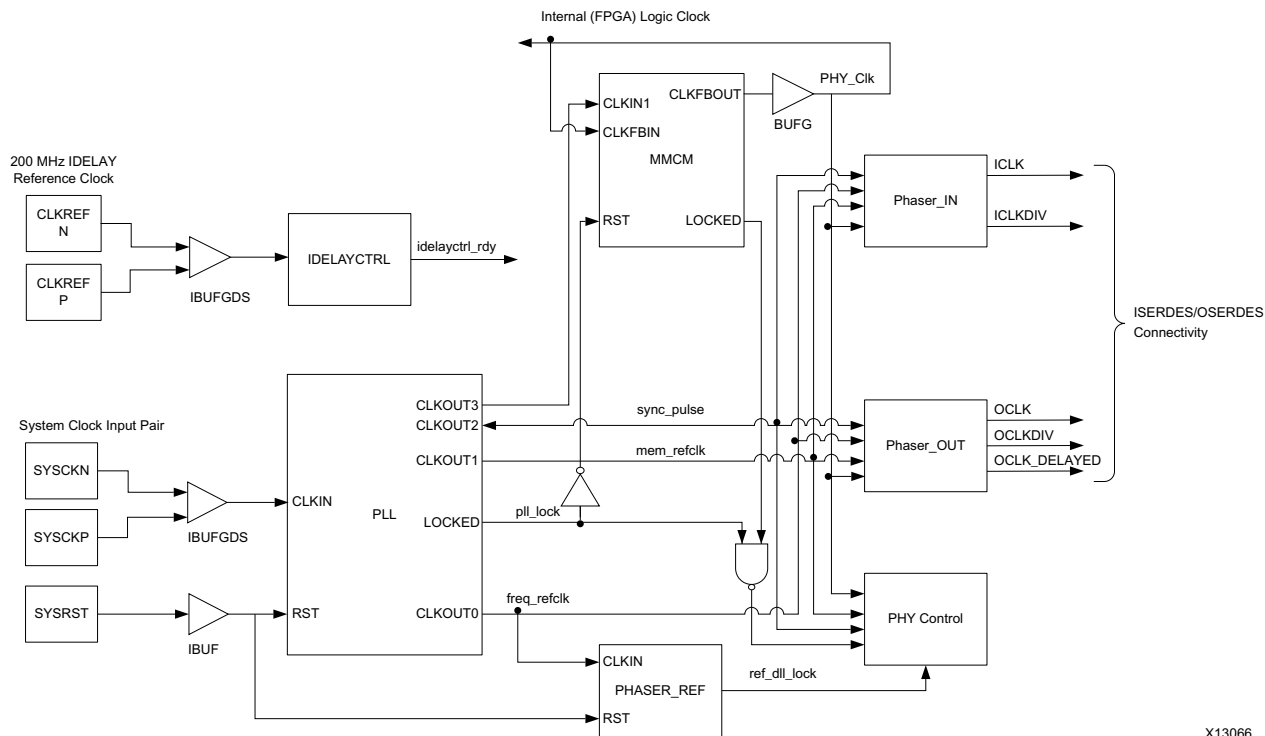 Internal (FPGA) Logic Clock
PHY_Clk
CLKFBOUT
CLKIN1
BUFG
CLKFBIN
MMCM
RST
LOCKED
200 MHz IDELAY
Reference Clock
CLKREF
N
CLKREF
P
IBUFGDS
IDELAYCTRL
idelayctrl_rdy
Phaser_IN
ICLK
ICLKDIV
ISERDES/OSERDES
Connectivity
System Clock Input Pair
SYSCKN
SYSCKP
IBUFGDS
SYSRST
IBUF
CLKIN
PLL
RST
CLKOUT3
CLKOUT2
CLKOUT1
LOCKED
CLKOUT0
sync_pulse
mem_refclk
pll_lock
freq_refclk
Phaser_OUT
OCLK
OCLKDIV
OCLK_DELAYED
PHY Control
CLKIN
PHASER_REF
RST
ref_dll_lock
X13066